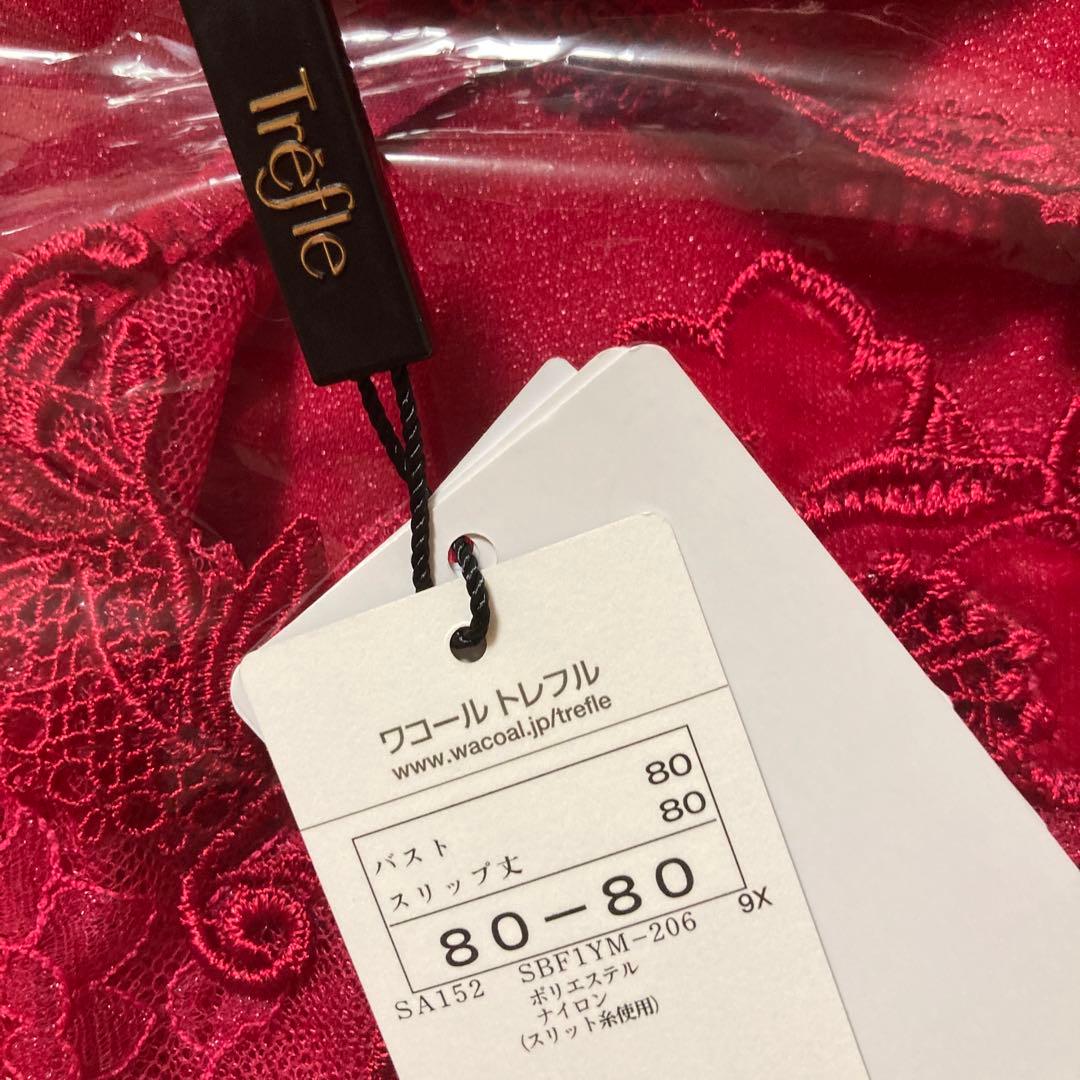 Tréfle
ワコール トレフル
www.wacoal.jp/trefle
バスト 80
スリップ丈 80
80-80
SA152 SBF1YM-206 9X
ポリエステル
ナイロン
(スリット糸使用)